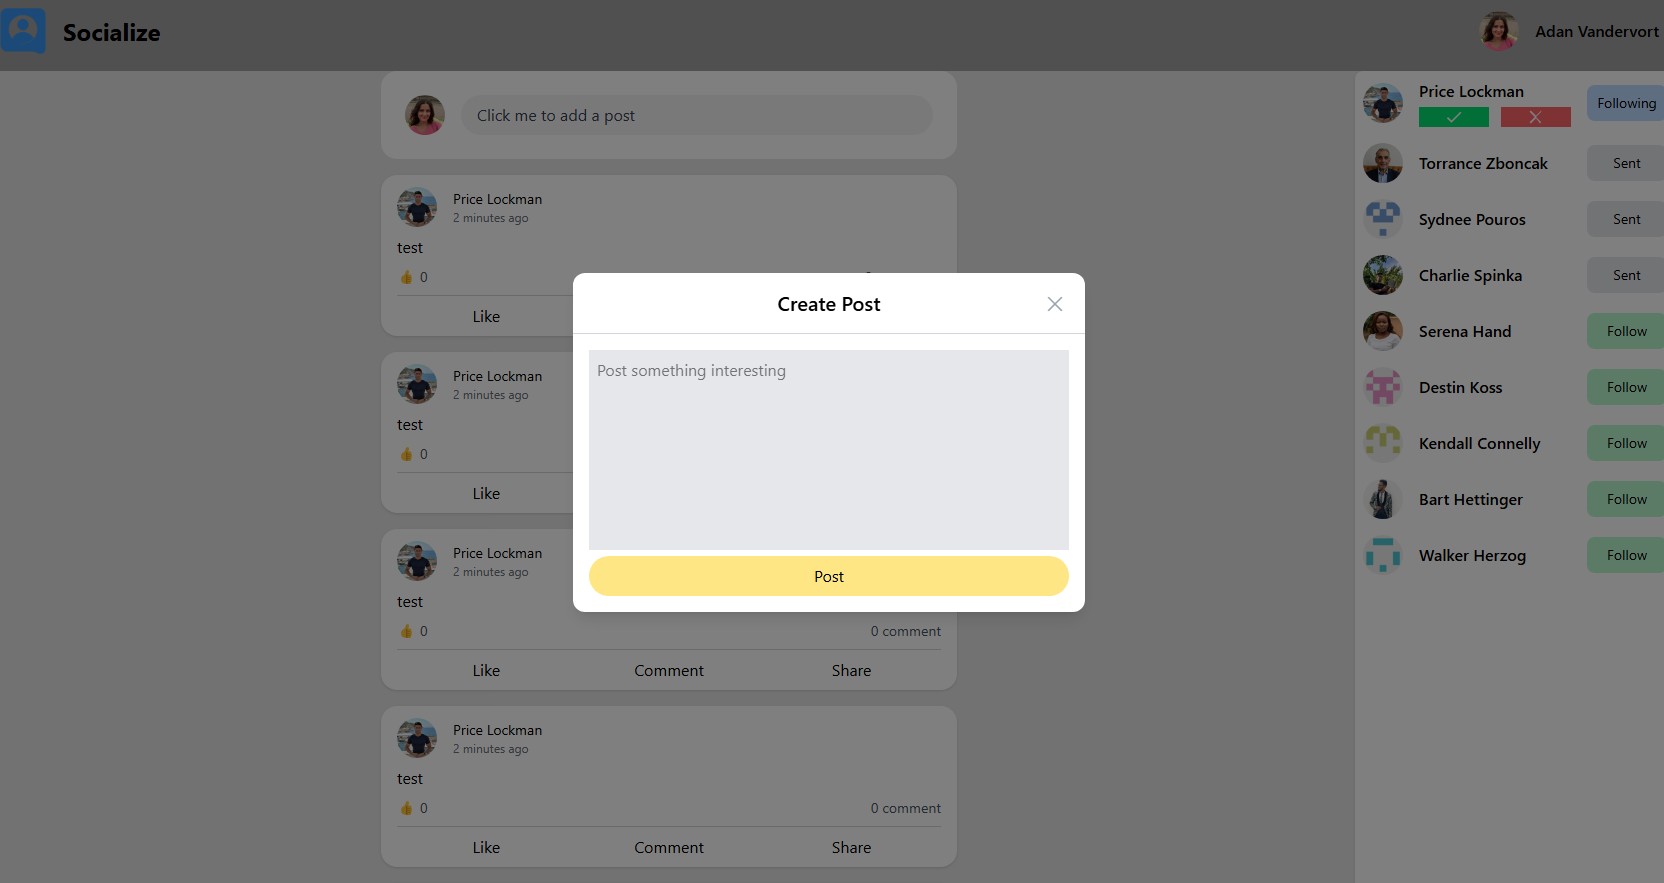 Socialize
Adan Vandervort
Click me to add a post
Price Lockman
2 minutes ago
test
👍 0
Like
Price Lockman
2 minutes ago
test
👍 0
Like
Price Lockman
2 minutes ago
test
👍 0
0 comment
Like Comment Share
Price Lockman
2 minutes ago
test
👍 0
0 comment
Like Comment Share
Create Post
Post something interesting
Post
Price Lockman
Following
Torrance Zboncak
Sent
Sydnee Pouros
Sent
Charlie Spinka
Sent
Serena Hand
Follow
Destin Koss
Follow
Kendall Connelly
Follow
Bart Hettinger
Follow
Walker Herzog
Follow